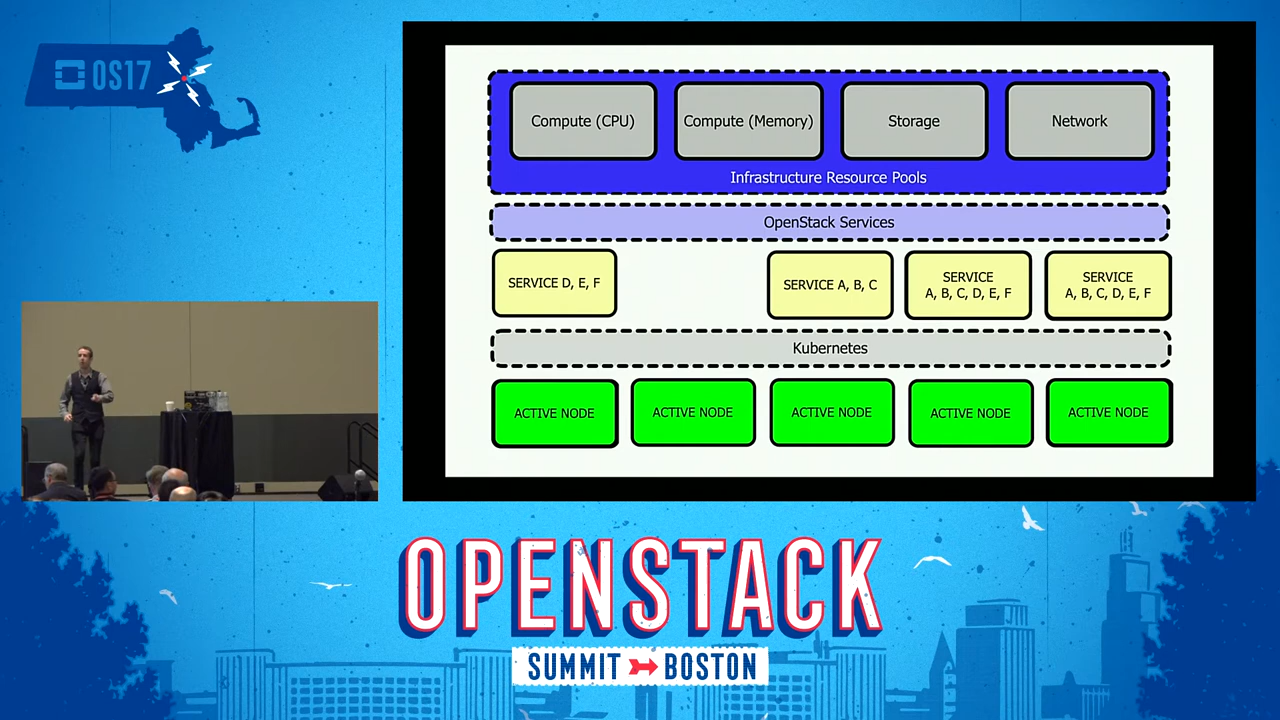 OS17
Compute (CPU)
Compute (Memory)
Storage
Network
Infrastructure Resource Pools
OpenStack Services
SERVICE D, E, F
SERVICE A, B, C
SERVICE
A, B, C, D, E, F
SERVICE
A, B, C, D, E, F
Kubernetes
ACTIVE NODE
ACTIVE NODE
ACTIVE NODE
ACTIVE NODE
ACTIVE NODE
OPENSTACK
SUMMIT BOSTON